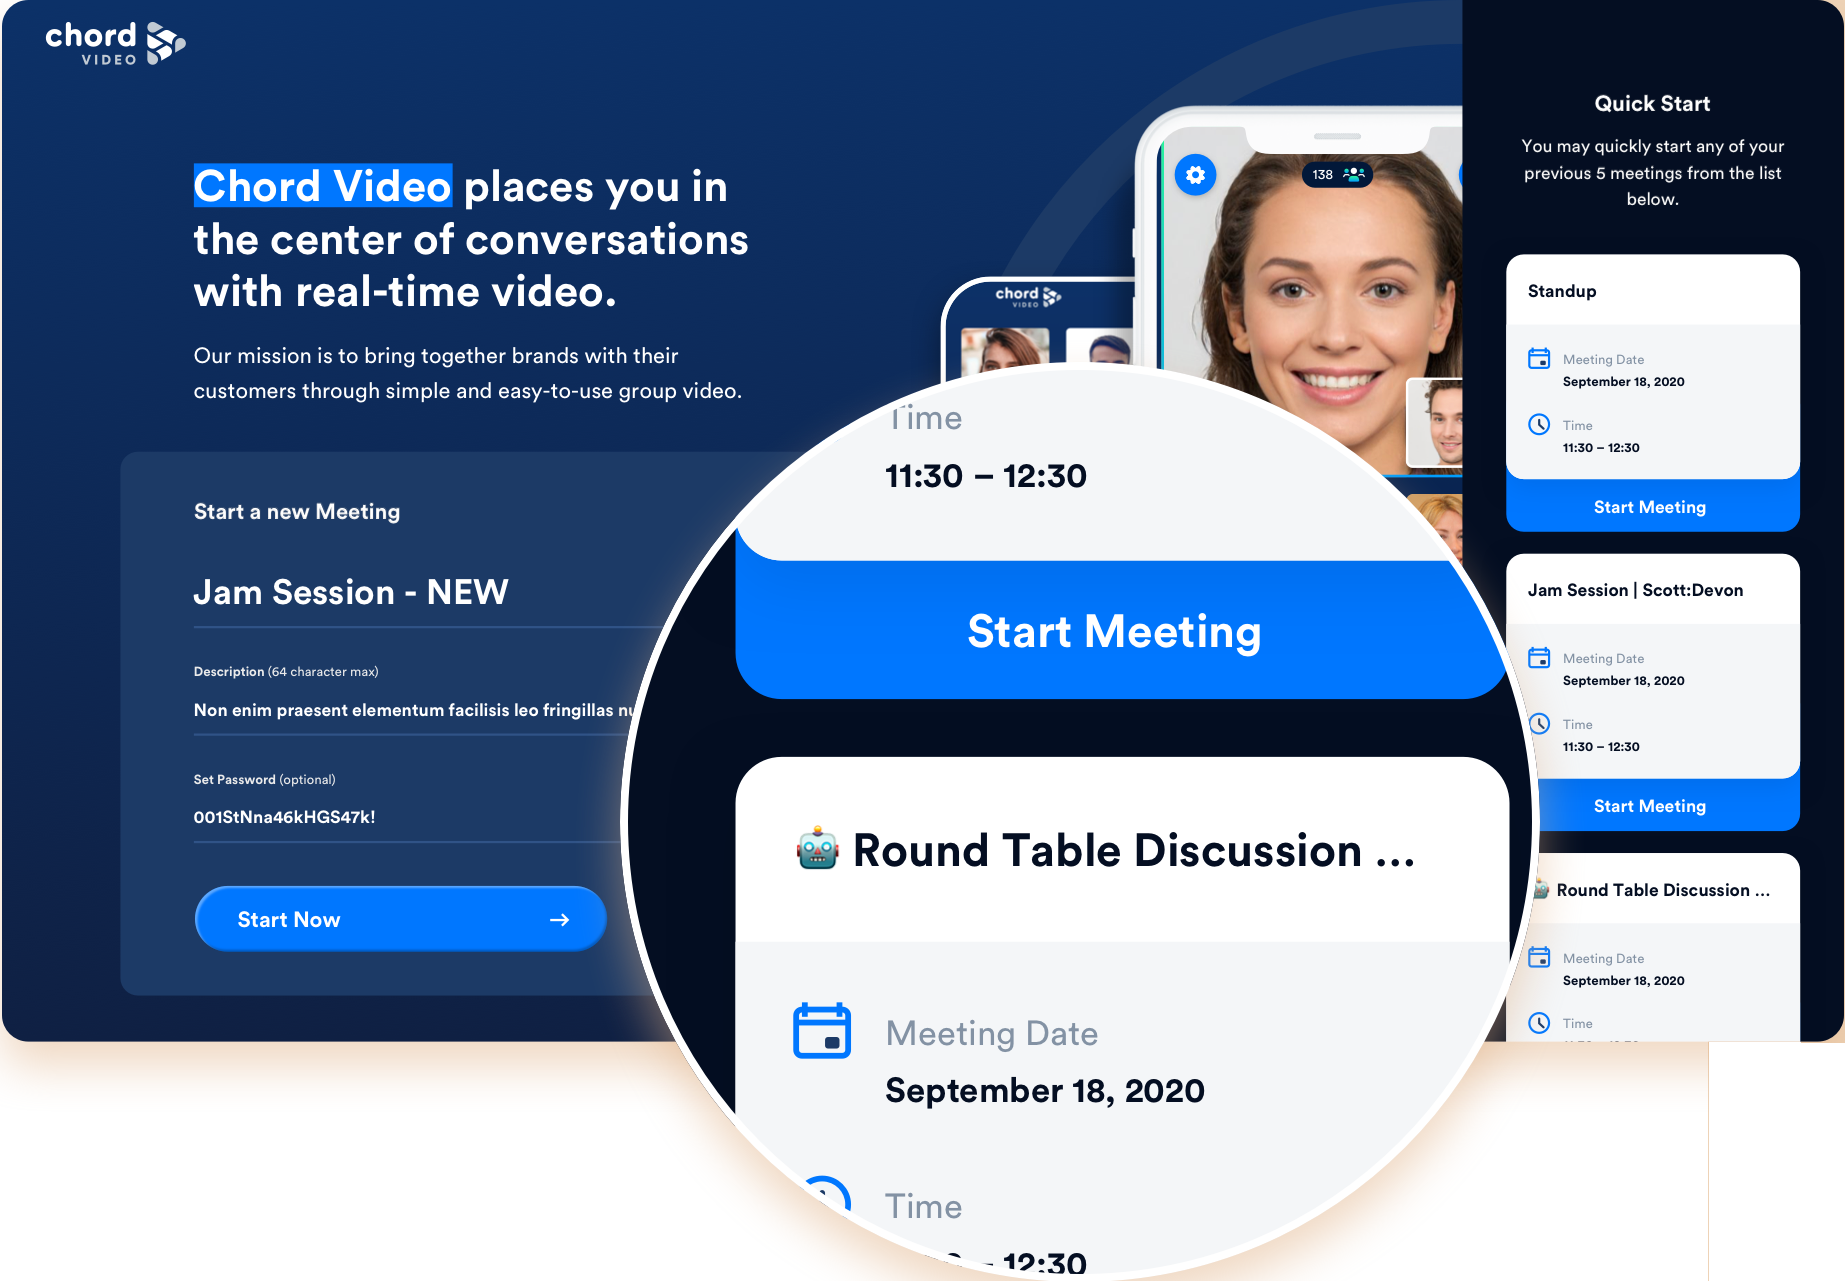 chord
VIDEO
Chord Video places you in
the center of conversations
with real-time video.
Our mission is to bring together brands with their
customers through simple and easy-to-use group video.
Start a new Meeting
Jam Session - NEW
Description (64 character max)
Non enim praesent elementum facilisis leo fringillas
Set Password (optional)
001StNna46kHGS47k!
Start Now
chord
VIDEO
138
Time
11:30 – 12:30
Start Meeting
🤖 Round Table Discussion ...
Meeting Date
September 18, 2020
Time
– 12:30
Quick Start
You may quickly start any of your
previous 5 meetings from the list
below.
Standup
Meeting Date
September 18, 2020
Time
11:30 – 12:30
Start Meeting
Jam Session | Scott:Devon
Meeting Date
September 18, 2020
Time
11:30 – 12:30
Start Meeting
🤖 Round Table Discussion ...
Meeting Date
September 18, 2020
Time